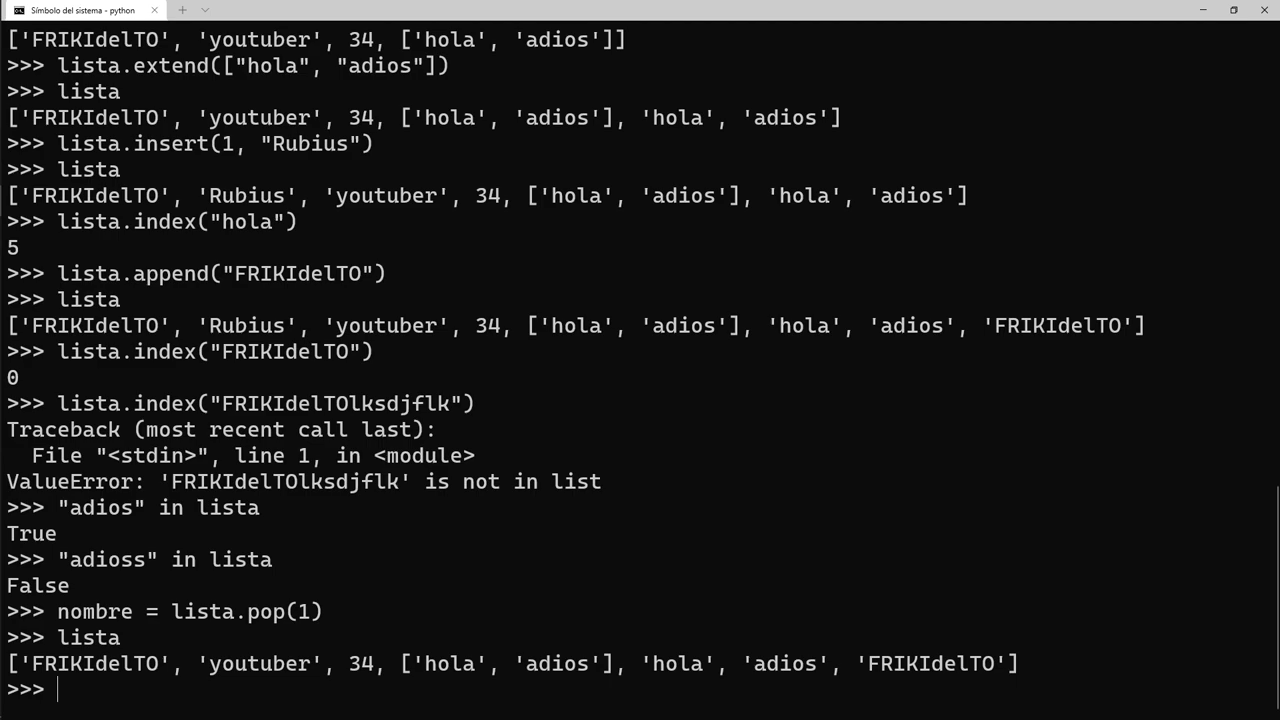 Símbolo del sistema - python
['FRIKIdelTO', 'youtuber', 34, ['hola', 'adios']]
>>> lista.extend(["hola", "adios"])
>>> lista
['FRIKIdelTO', 'youtuber', 34, ['hola', 'adios'], 'hola', 'adios']
>>> lista.insert(1, "Rubius")
>>> lista
['FRIKIdelTO', 'Rubius', 'youtuber', 34, ['hola', 'adios'], 'hola', 'adios']
>>> lista.index("hola")
5
>>> lista.append("FRIKIdelTO")
>>> lista
['FRIKIdelTO', 'Rubius', 'youtuber', 34, ['hola', 'adios'], 'hola', 'adios', 'FRIKIdelTO']
>>> lista.index("FRIKIdelTO")
0
>>> lista.index("FRIKIdelTOlksdjflk")
Traceback (most recent call last):
  File "<stdin>", line 1, in <module>
ValueError: 'FRIKIdelTOlksdjflk' is not in list
>>> "adios" in lista
True
>>> "adioss" in lista
False
>>> nombre = lista.pop(1)
>>> lista
['FRIKIdelTO', 'youtuber', 34, ['hola', 'adios'], 'hola', 'adios', 'FRIKIdelTO']
>>>